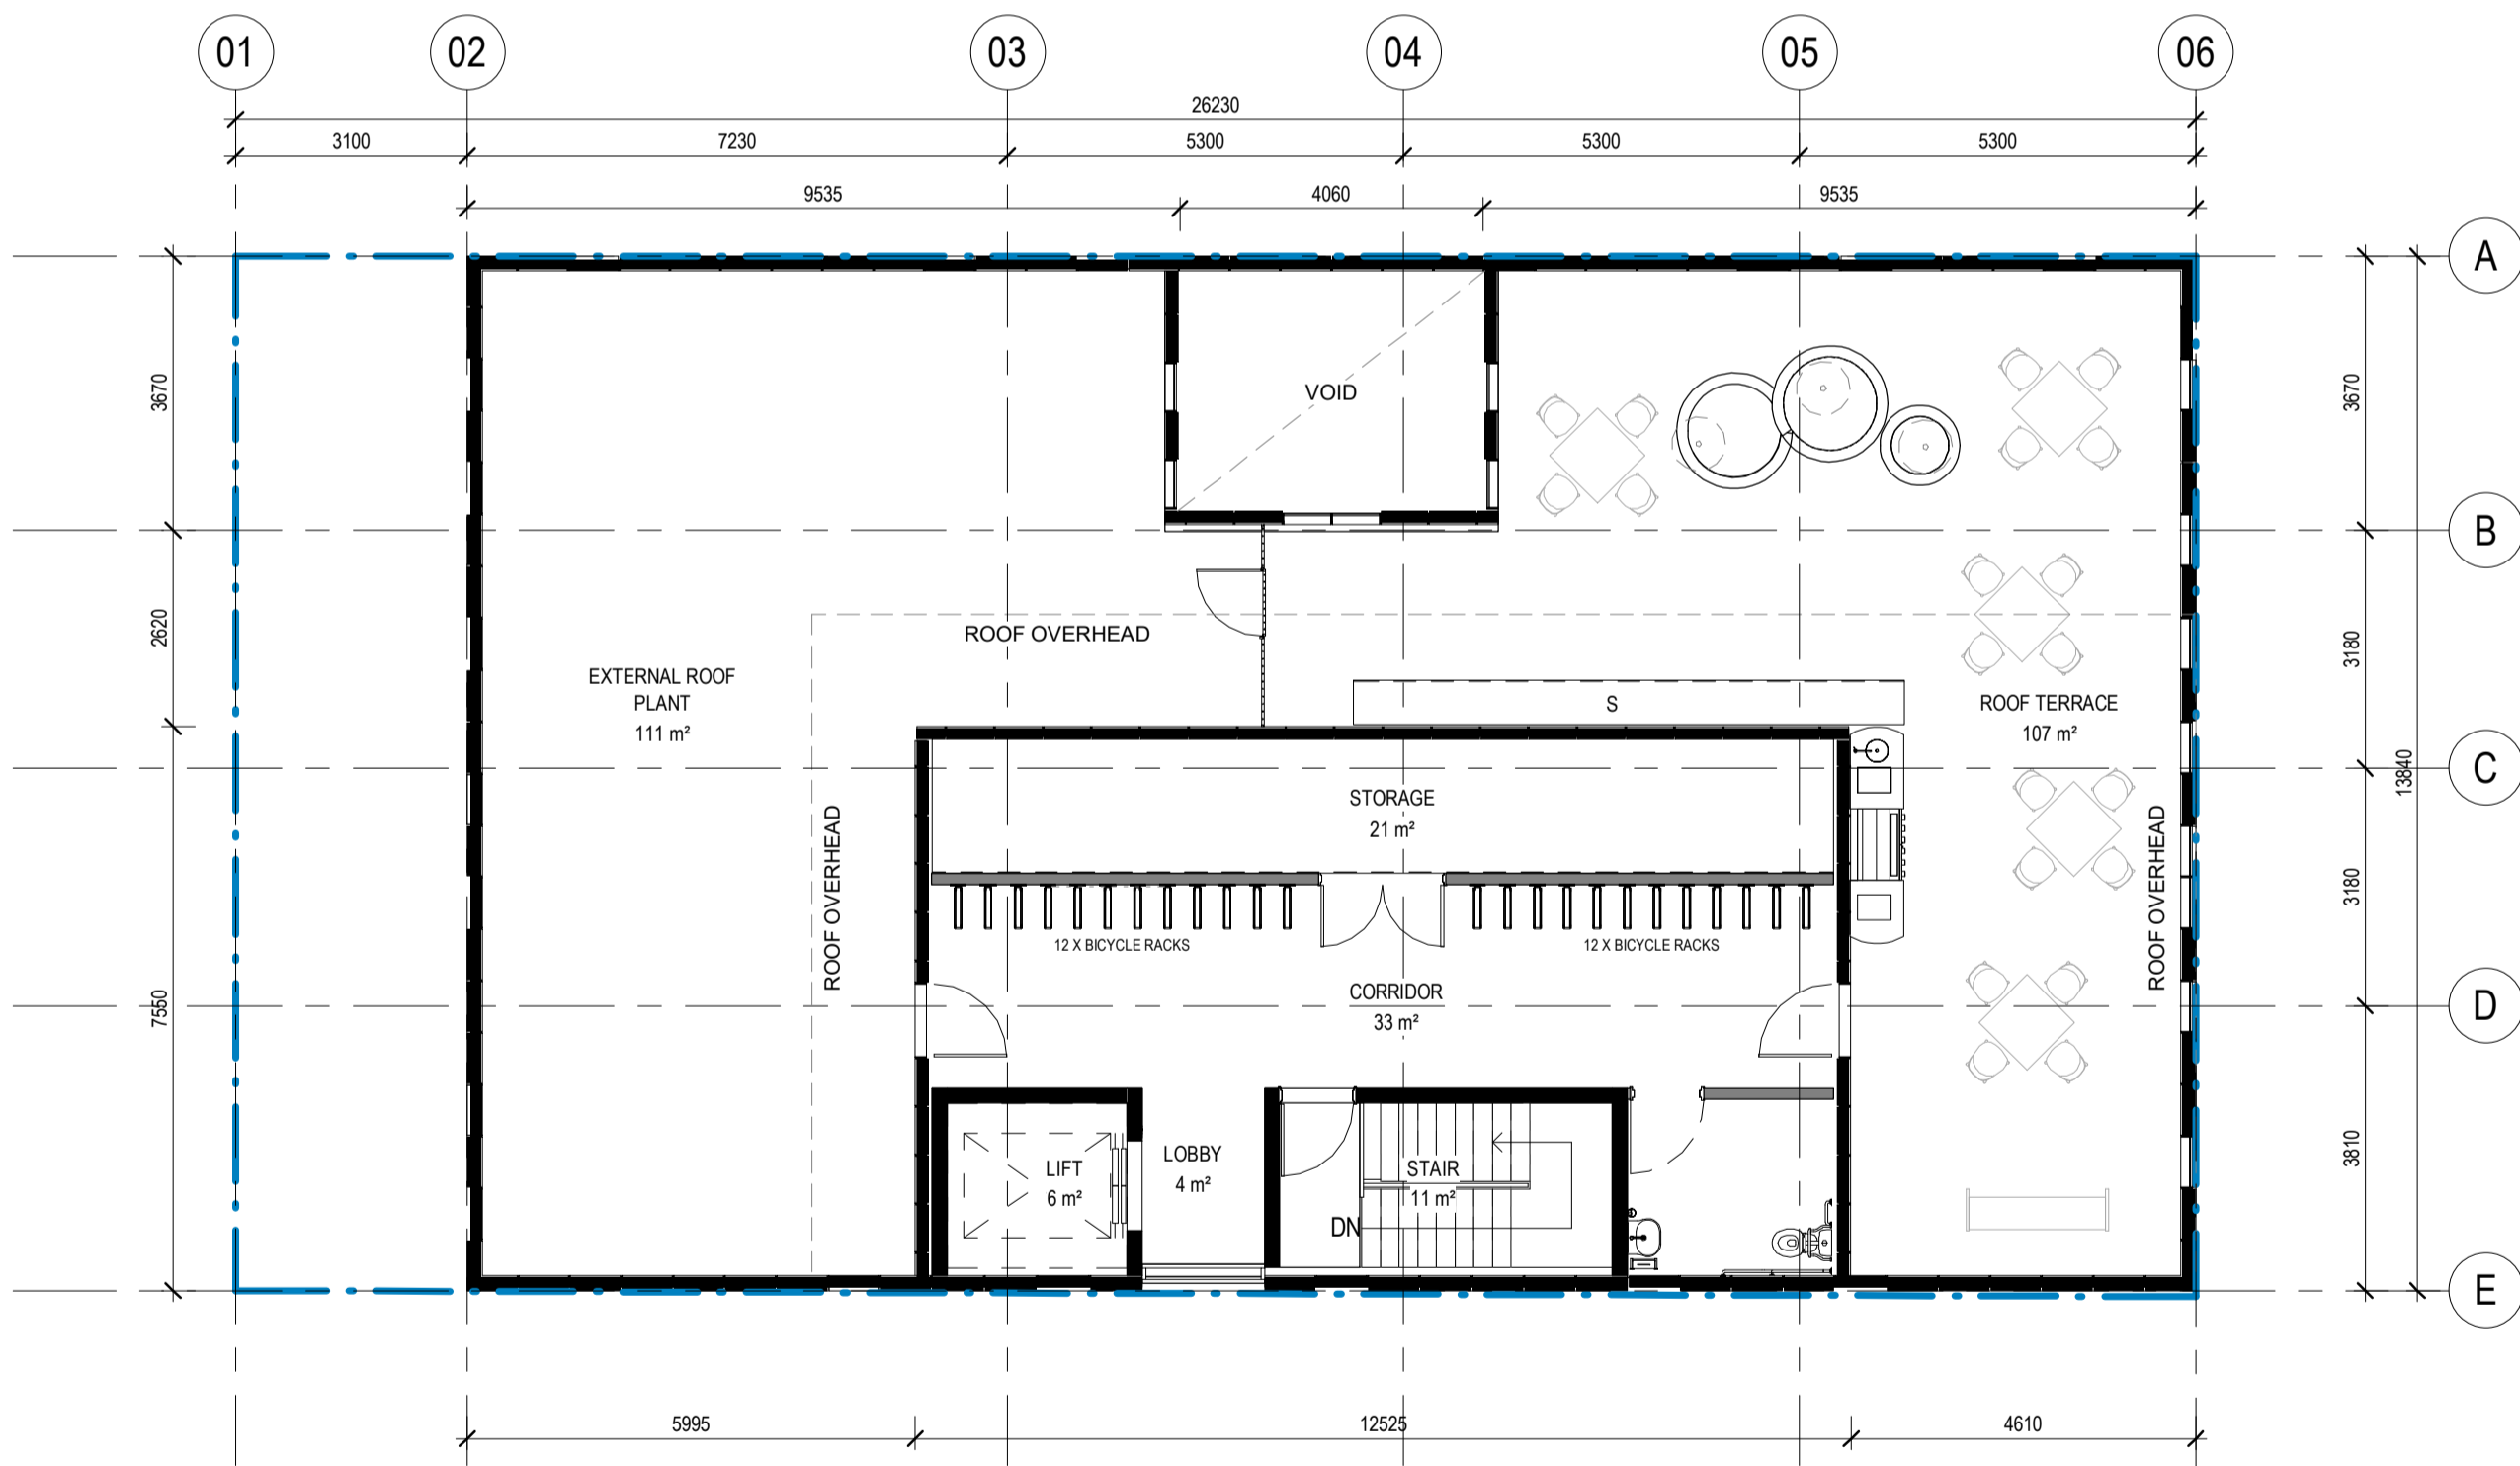 01
02
03
04
05
06
26230
3100
7230
5300
5300
5300
9535
4060
9535
A
3670
VOID
3670
B
2620
ROOF OVERHEAD
3180
EXTERNAL ROOF
PLANT
111 m²
S
ROOF TERRACE
107 m²
C
13840
STORAGE
21 m²
ROOF OVERHEAD
ROOF OVERHEAD
3180
12 X BICYCLE RACKS
12 X BICYCLE RACKS
7550
CORRIDOR
33 m²
D
LOBBY
4 m²
LIFT
6 m²
STAIR
11 m²
3810
DN
E
5995
12525
4610